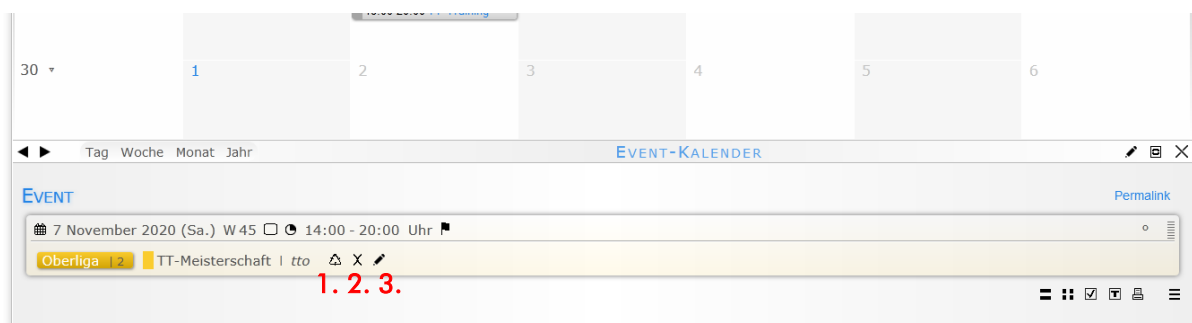 30
1
2
3
4
5
6
Tag Woche Monat Jahr
EVENT-KALENDER
EVENT
Permalink
7 November 2020 (Sa.) W 45 14:00 - 20:00 Uhr
Oberliga | 2 TT-Meisterschaft | tto
1. 2. 3.